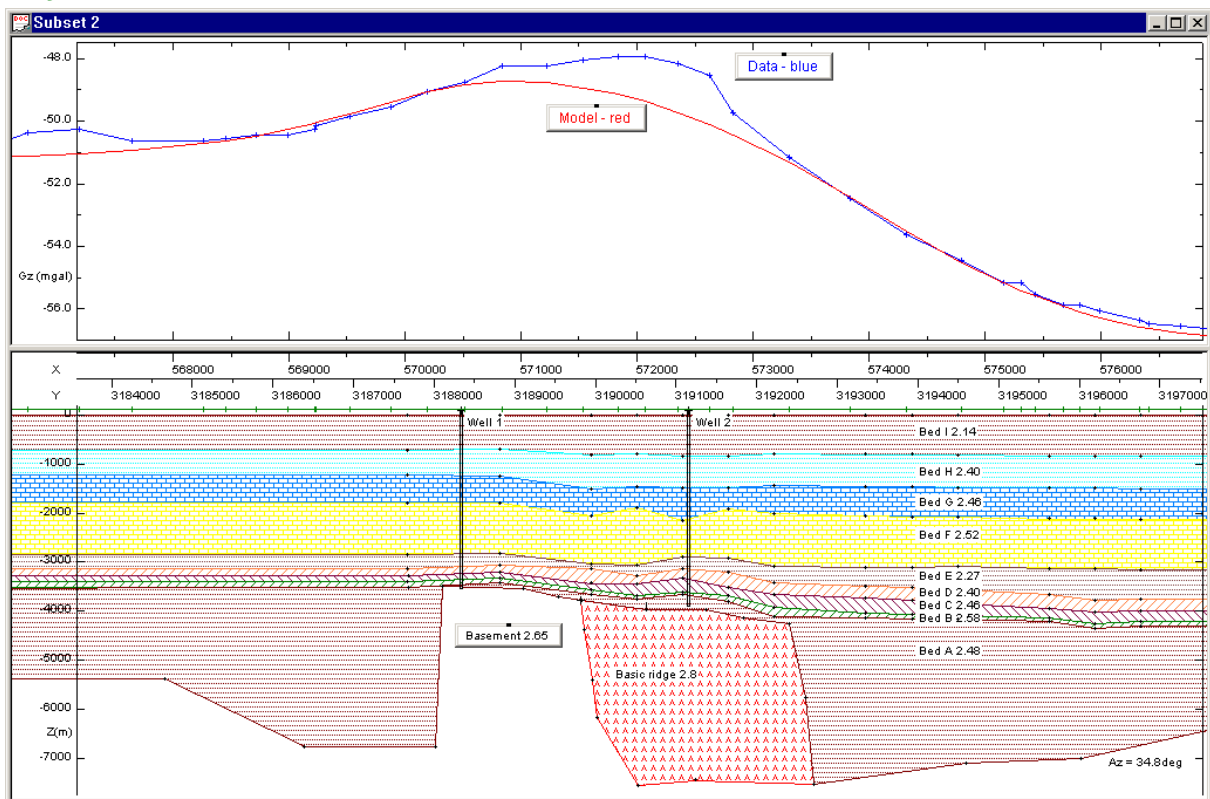 Subset 2
-48.0
Data - blue
Model - red
-50.0
-52.0
-54.0
Gz (mgal)
-56.0
X 568000 569000 570000 571000 572000 573000 574000 575000 576000
Y 3184000 3185000 3186000 3187000 3188000 3189000 3190000 3191000 3192000 3193000 3194000 3195000 3196000 3197000
0
Well 1
Well 2
Bed I 2.14
-1000
Bed H 2.40
Bed G 2.46
-2000
Bed F 2.52
-3000
Bed E 2.27
Bed D 2.40
Bed C 2.46
Bed B 2.58
-4000
Basement 2.65
Bed A 2.48
-5000
Basic ridge 2.8
-6000
Z(m)
-7000
Az = 34.8deg